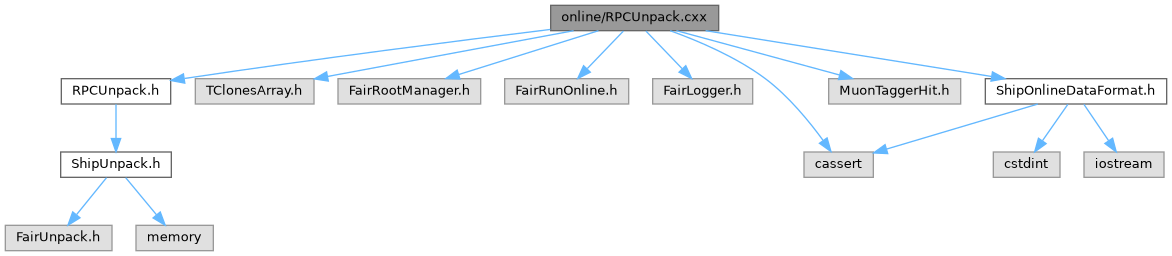 online/RPCUnpack.cxx
RPCUnpack.h
TClonesArray.h
FairRootManager.h
FairRunOnline.h
FairLogger.h
MuonTaggerHit.h
ShipOnlineDataFormat.h
ShipUnpack.h
cassert
cstdint
iostream
FairUnpack.h
memory